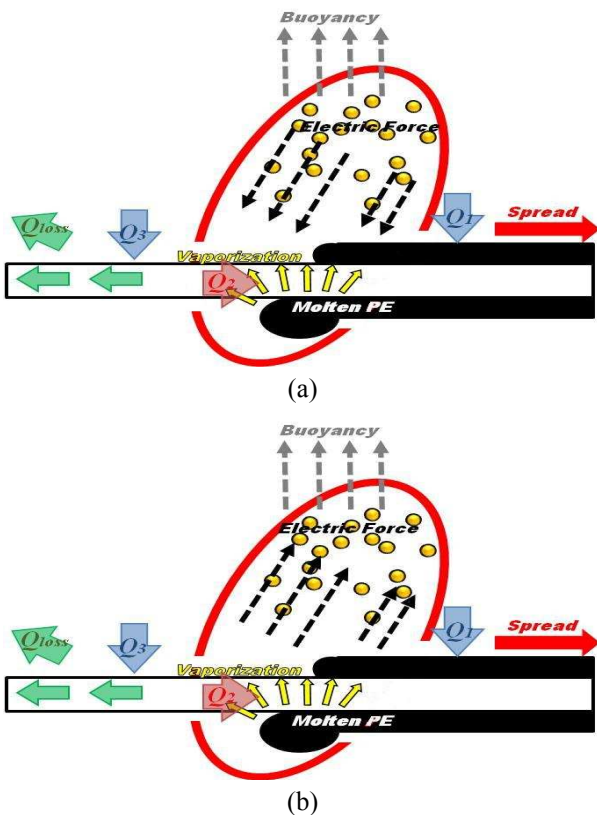 Buoyancy
Electric Force
Qloss
Q3
Q1
Spread
Vaporization
Q2
Molten PE
(a)
Buoyancy
Electric Force
Qloss
Q3
Q1
Spread
Vaporization
Q2
Molten PE
(b)